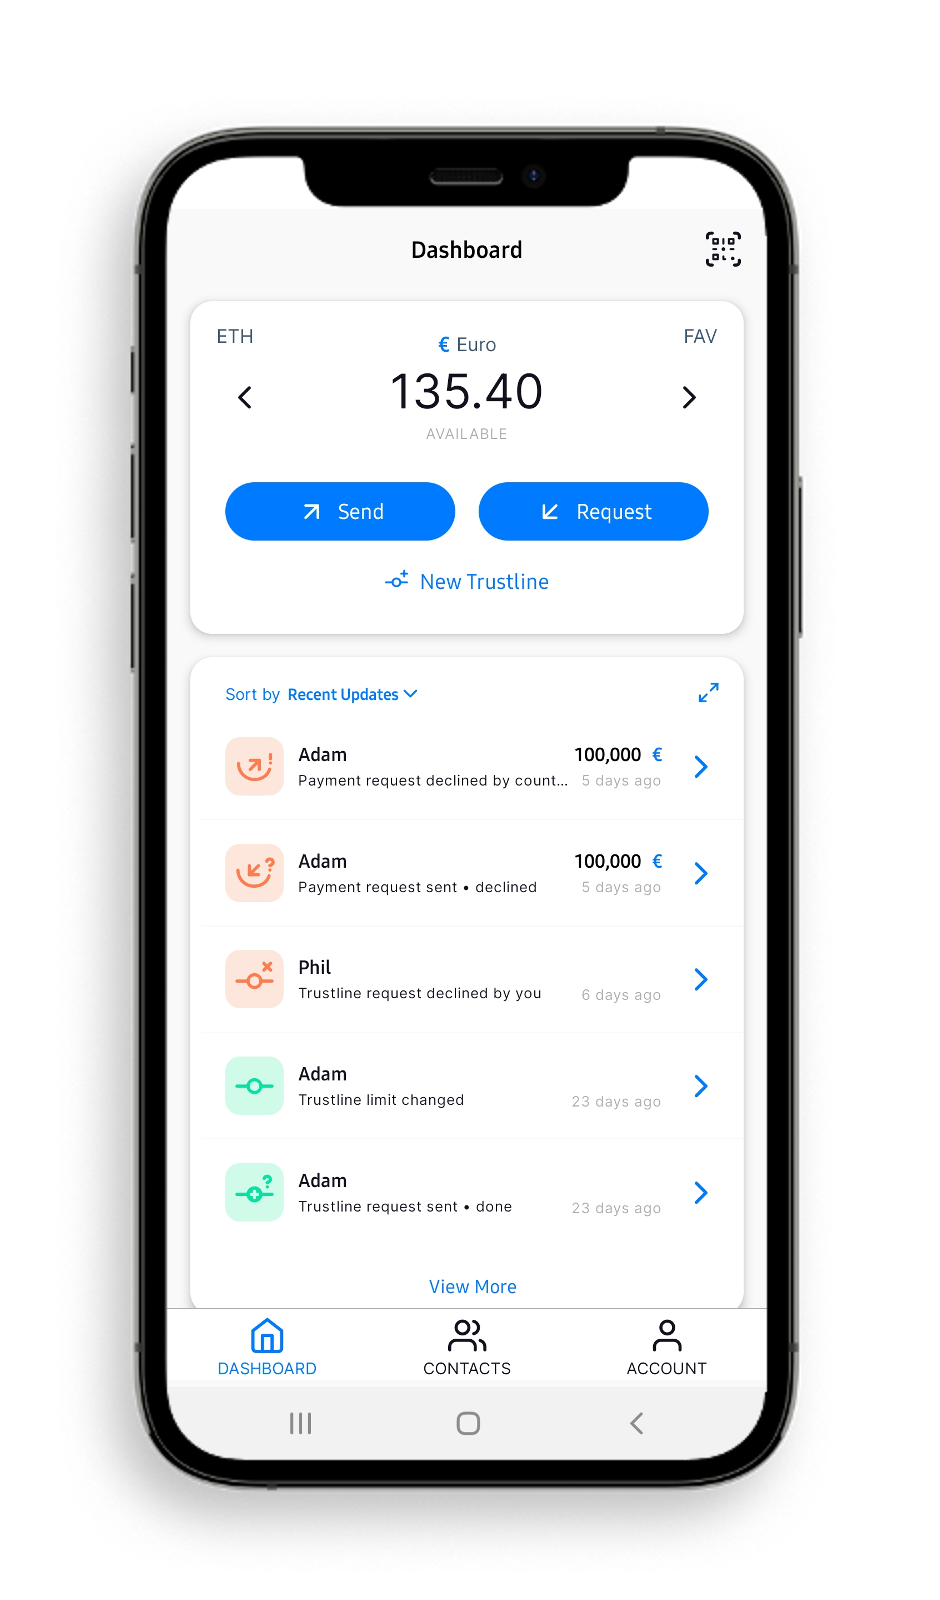 Dashboard
ETH
€ Euro
FAV
135.40
AVAILABLE
Send
Request
New Trustline
Sort by Recent Updates
Adam
100,000 €
Payment request declined by count...
5 days ago
Adam
100,000 €
Payment request sent • declined
5 days ago
Phil
Trustline request declined by you
6 days ago
Adam
Trustline limit changed
23 days ago
Adam
Trustline request sent • done
23 days ago
View More
DASHBOARD
CONTACTS
ACCOUNT